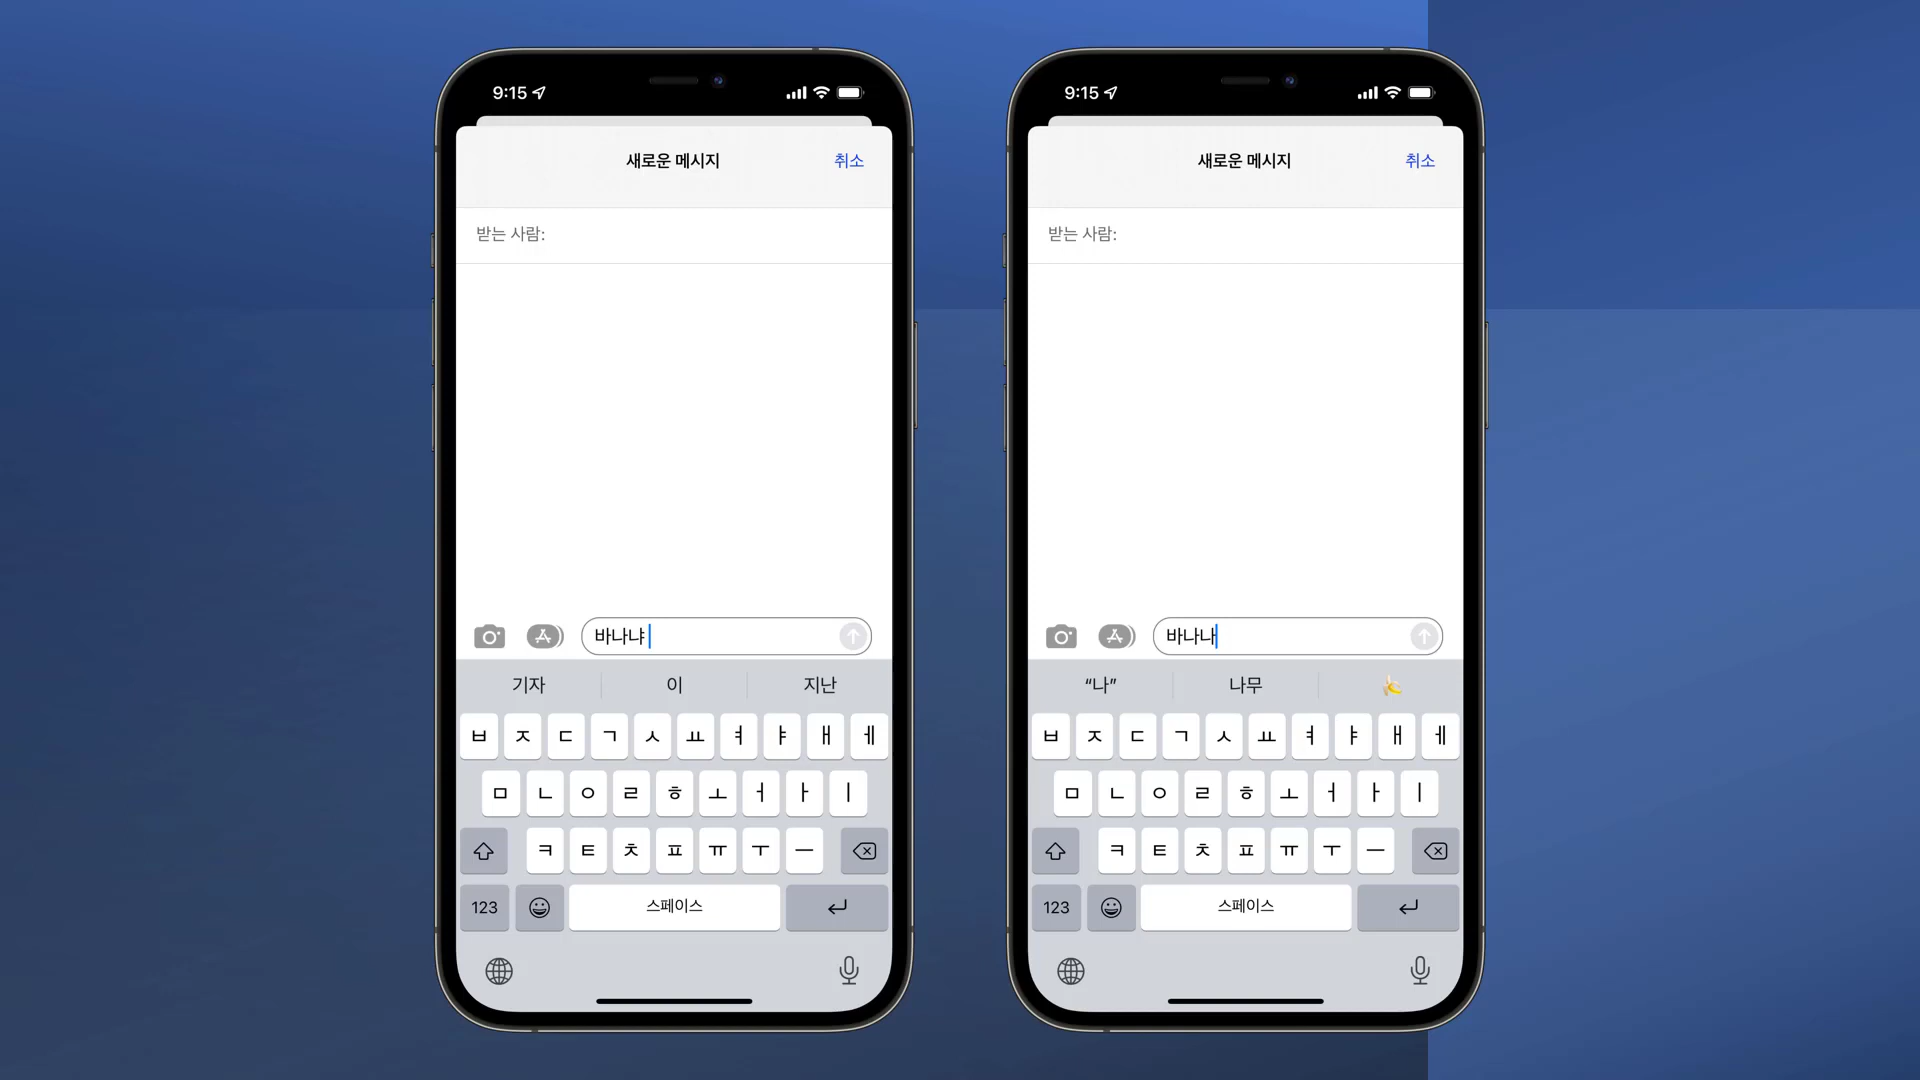 9:15
새로운 메시지
취소
받는 사람:
바나냐
기자 이 지난
ㅂ ㅈ ㄷ ㄱ ㅅ ㅛ ㅕ ㅑ ㅐ ㅔ
ㅁ ㄴ ㅇ ㄹ ㅎ ㅗ ㅓ ㅏ ㅣ
ㅋ ㅌ ㅊ ㅍ ㅠ ㅜ ㅡ
123 스페이스
9:15
새로운 메시지
취소
받는 사람:
바나나
“나” 나무 🍌
ㅂ ㅈ ㄷ ㄱ ㅅ ㅛ ㅕ ㅑ ㅐ ㅔ
ㅁ ㄴ ㅇ ㄹ ㅎ ㅗ ㅓ ㅏ ㅣ
ㅋ ㅌ ㅊ ㅍ ㅠ ㅜ ㅡ
123 스페이스